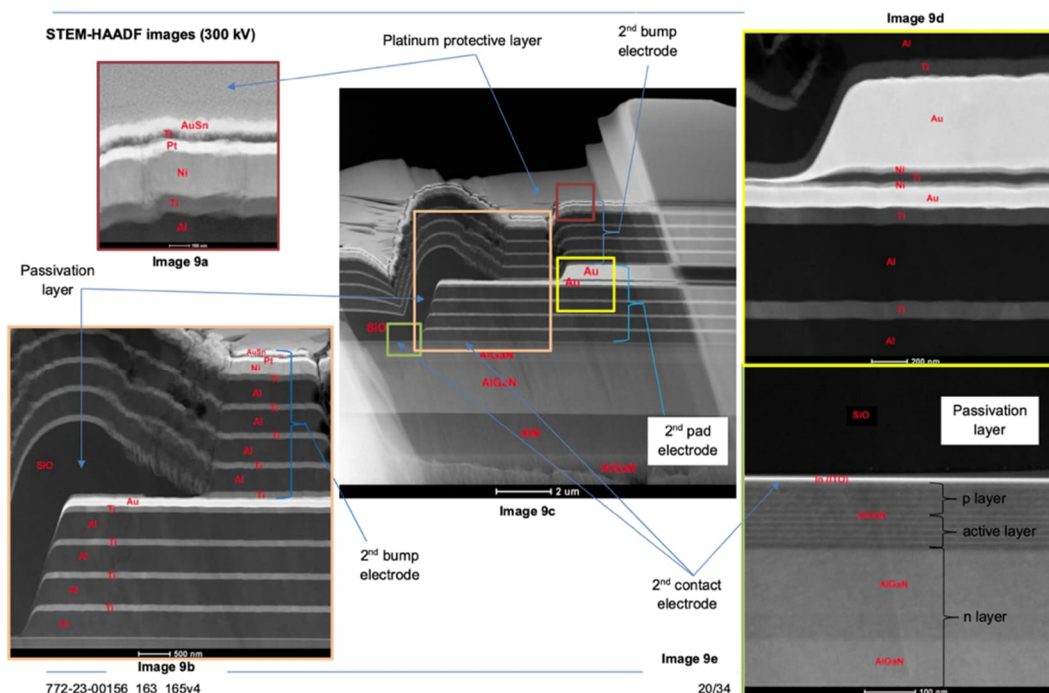 STEM-HAADF images (300 kV)
Platinum protective layer
2nd bump
electrode
Image 9d
AuSn
Ti
Pt
Ni
Ti
Al
Image 9a
Passivation
layer
Al
Ti
Au
Ni
Ti
Ni
Au
Ti
Al
Ti
Al
200 nm
Au
Au
SiO
AlGaN
AlGaN
AlN
AlGaN
2 um
Image 9c
2nd pad
electrode
AuSn
Pt
Ni
Ti
Al
Ti
Al
Ti
Al
Ti
Al
Ti
SiO
Au
Ti
Al
Ti
Al
Ti
Al
Ti
Al
500 nm
Image 9b
2nd bump
electrode
2nd contact
electrode
SiO
Passivation
layer
In (ITO)
p layer
AlGaN
active layer
AlGaN
n layer
AlGaN
100 nm
Image 9e
772-23-00156_163_165v4
20/34